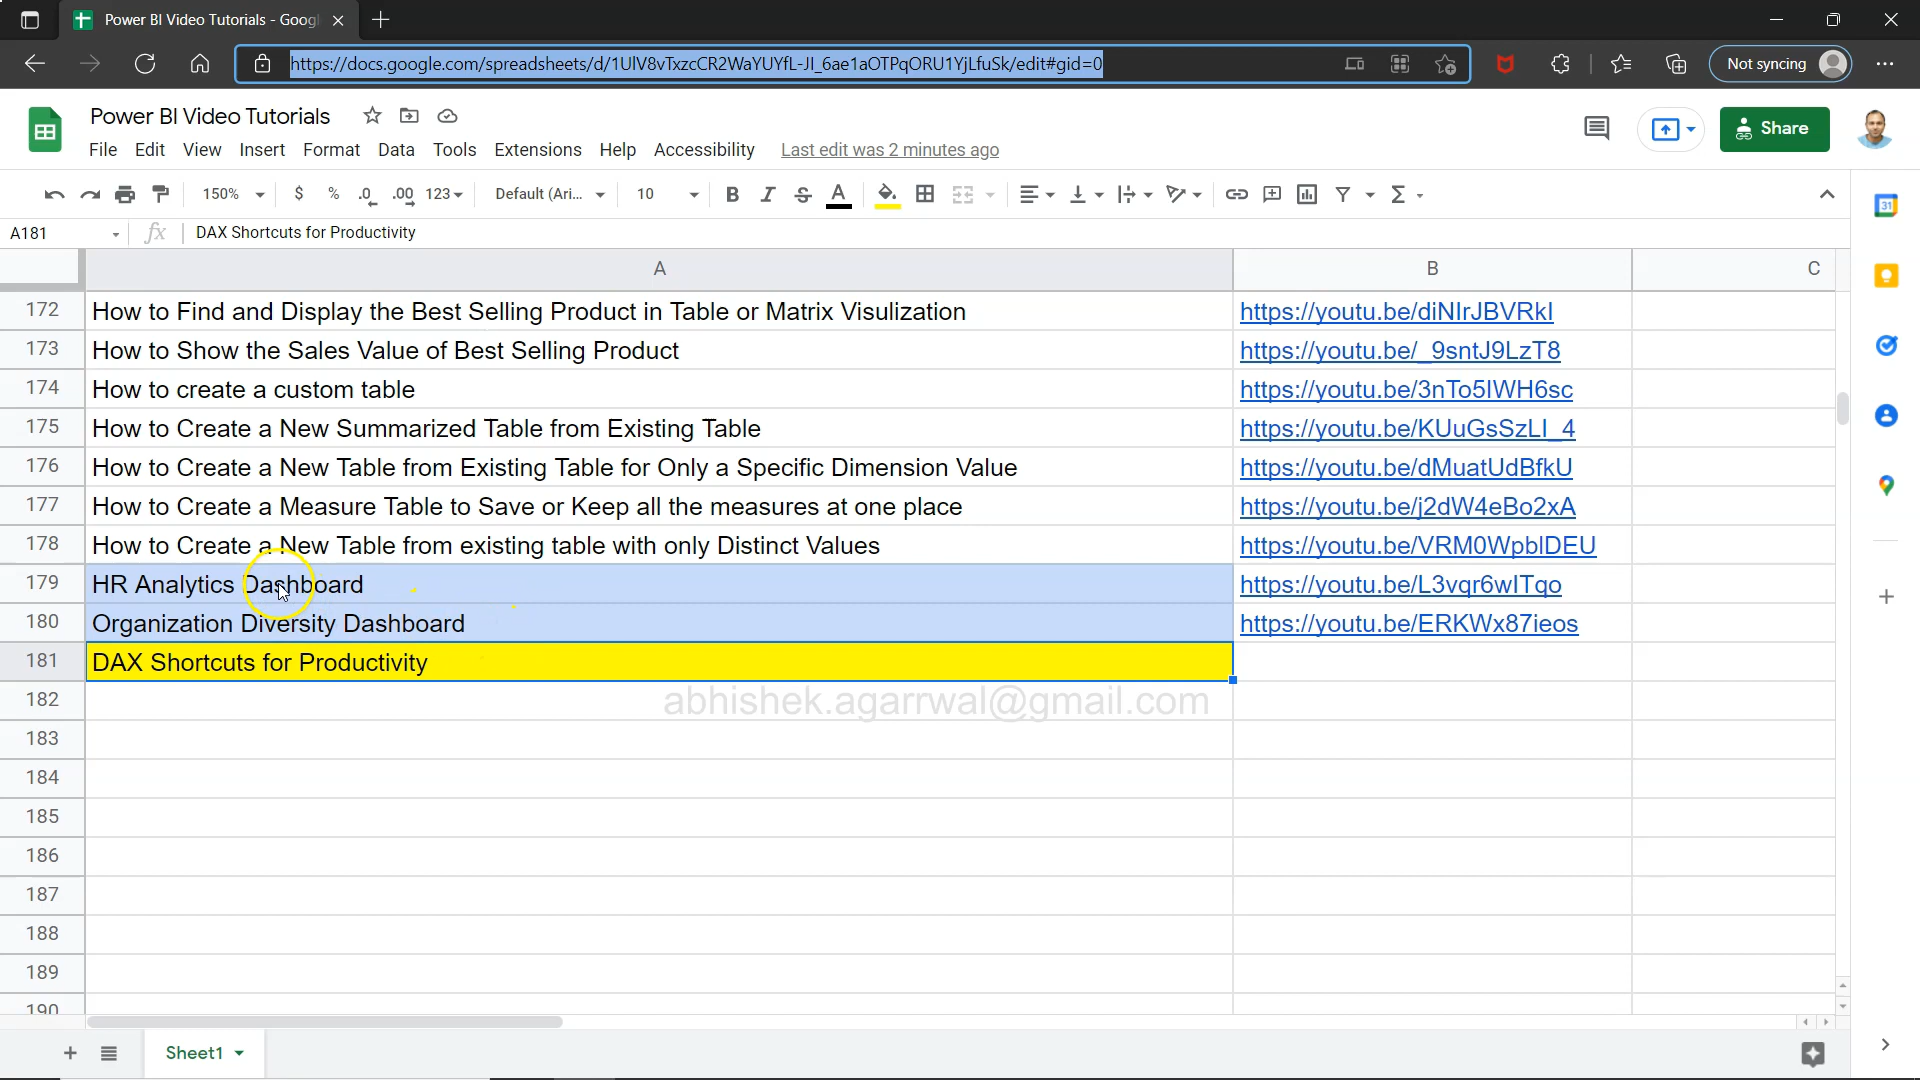 Power BI Video Tutorials - Goog
https://docs.google.com/spreadsheets/d/1UlV8vTxzcCR2WaYUYfL-JI_6ae1aOTPqORU1YjLfuSk/edit#gid=0
Not syncing
Power BI Video Tutorials
File Edit View Insert Format Data Tools Extensions Help Accessibility Last edit was 2 minutes ago
Share
150% $ % .0 .00 123 Default (Ari... 10 B I S A
A181 fx DAX Shortcuts for Productivity
A B C
172 How to Find and Display the Best Selling Product in Table or Matrix Visulization https://youtu.be/diNIrJBVRkI
173 How to Show the Sales Value of Best Selling Product https://youtu.be/_9sntJ9LzT8
174 How to create a custom table https://youtu.be/3nTo5IWH6sc
175 How to Create a New Summarized Table from Existing Table https://youtu.be/KUuGsSzLI_4
176 How to Create a New Table from Existing Table for Only a Specific Dimension Value https://youtu.be/dMuatUdBfkU
177 How to Create a Measure Table to Save or Keep all the measures at one place https://youtu.be/j2dW4eBo2xA
178 How to Create a New Table from existing table with only Distinct Values https://youtu.be/VRM0WpbIDEU
179 HR Analytics Dashboard https://youtu.be/L3vqr6wITqo
180 Organization Diversity Dashboard https://youtu.be/ERKWx87ieos
181 DAX Shortcuts for Productivity
182
abhishek.agarrwal@gmail.com
183
184
185
186
187
188
189
190
Sheet1
31